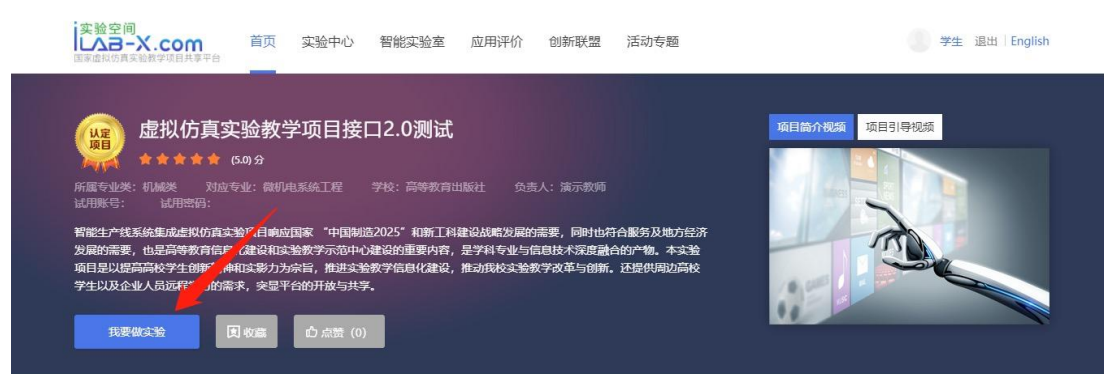 实验空间
iLAB-X.com
国家虚拟仿真实验教学项目共享平台
首页 实验中心 智能实验室 应用评价 创新联盟 活动专题
学生 退出 English
认定
项目
虚拟仿真实验教学项目接口2.0测试
(5.0) 分
所属专业类：机械类 对应专业：微机电系统工程 学校：高等教育出版社 负责人：演示教师
试用账号： 试用密码：
智能生产线系统集成虚拟仿真实验项目响应国家 “中国制造2025” 和新工科建设战略发展的需要，同时也符合服务及地方经济
发展的需要，也是高等教育信息化建设和实验教学示范中心建设的重要内容，是学科专业与信息技术深度融合的产物。本实验
项目是以提高高校学生创新精神和实影力为宗旨，推进实验教学信息化建设，推动我校实验教学改革与创新。还提供周边高校
学生以及企业人员远程学习的需求，突显平台的开放与共享。
我要做实验 收藏 点赞 (0)
项目简介视频 项目引导视频
GAMES
MUSIC